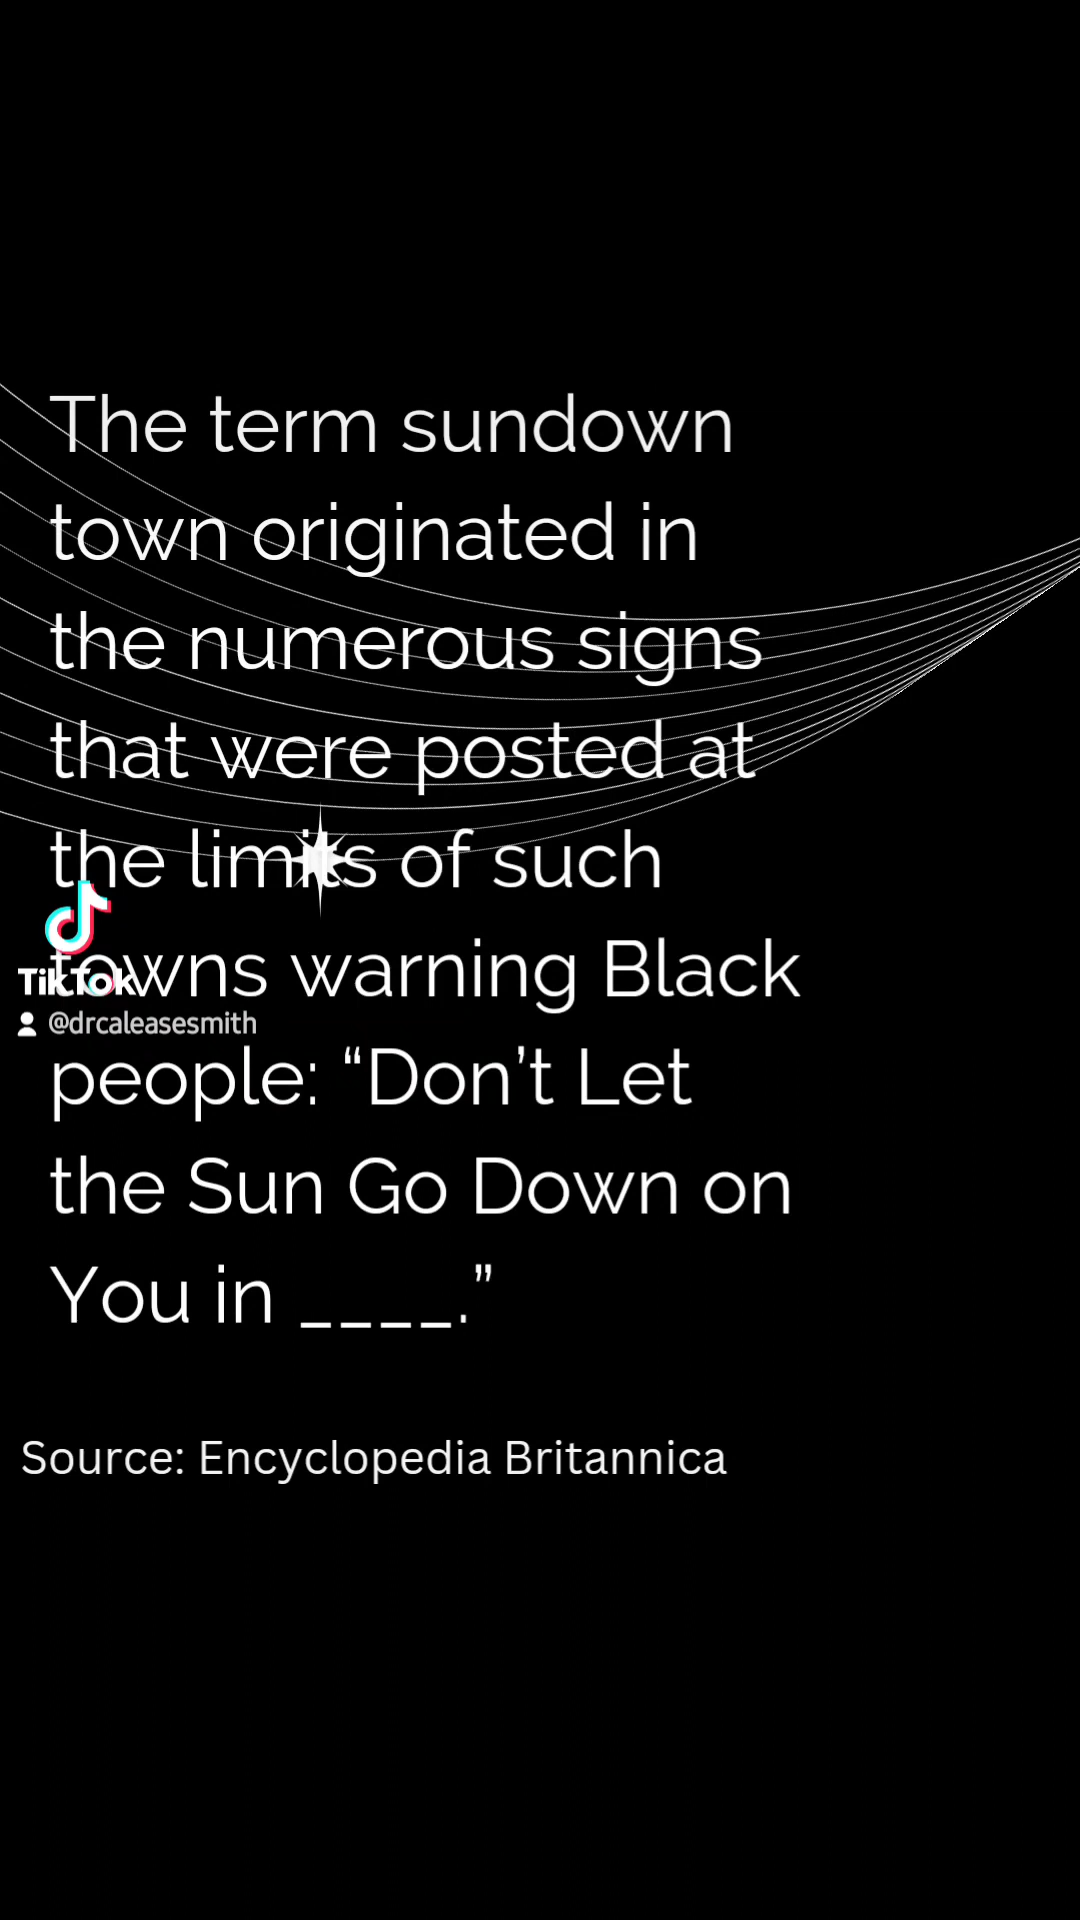 The term sundown
town originated in
the numerous signs
that were posted at
the limits of such
towns warning Black
people: “Don’t Let
the Sun Go Down on
You in ____.”
TikTok
@drcaleasesmith
Source: Encyclopedia Britannica